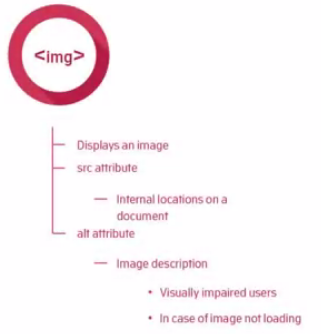 <img>
Displays an image
src attribute
— Internal locations on a
document
alt attribute
— Image description
• Visually impaired users
• In case of image not loading